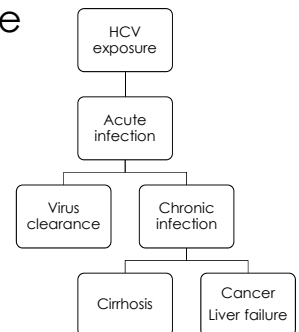 e
HCV
exposure
Acute
infection
Virus
clearance
Chronic
infection
Cirrhosis
Cancer
Liver failure